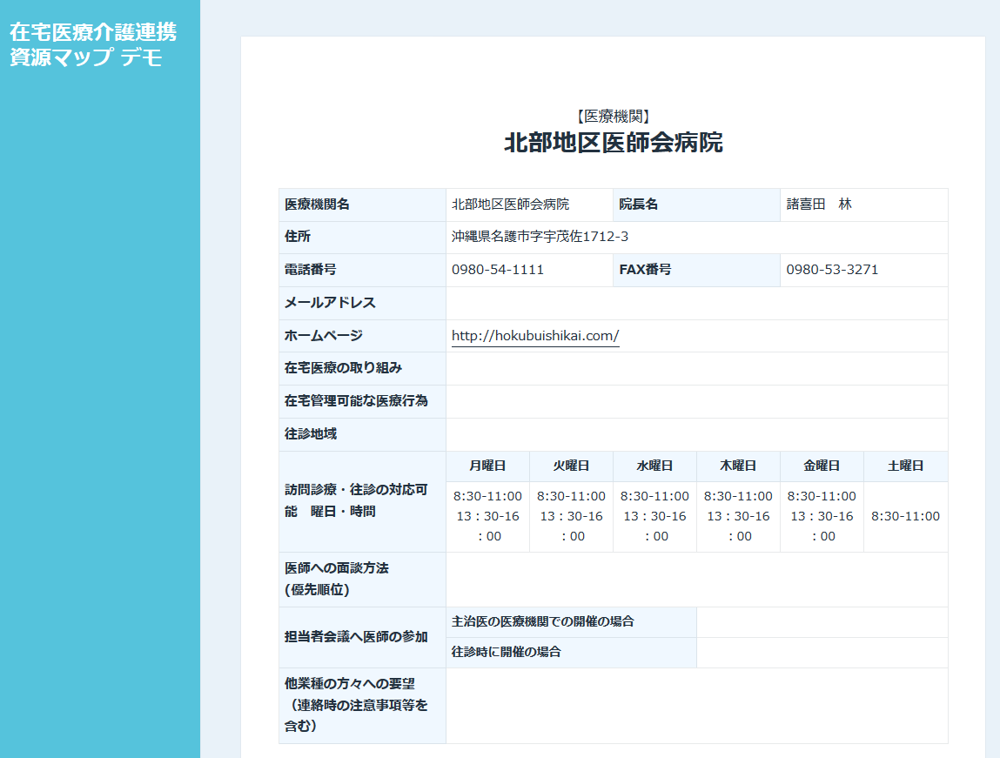 在宅医療介護連携
資源マップ デモ
【医療機関】
北部地区医師会病院
医療機関名 北部地区医師会病院 院長名 諸喜田　林
住所 沖縄県名護市字宇茂佐1712-3
電話番号 0980-54-1111 FAX番号 0980-53-3271
メールアドレス
ホームページ http://hokubuishikai.com/
在宅医療の取り組み
在宅管理可能な医療行為
往診地域
訪問診療・往診の対応可
能　曜日・時間
月曜日 火曜日 水曜日 木曜日 金曜日 土曜日
8:30-11:00 8:30-11:00 8:30-11:00 8:30-11:00 8:30-11:00 8:30-11:00
13：30-16 13：30-16 13：30-16 13：30-16 13：30-16
：00 ：00 ：00 ：00 ：00
医師への面談方法
(優先順位)
担当者会議へ医師の参加
主治医の医療機関での開催の場合
往診時に開催の場合
他業種の方々への要望
（連絡時の注意事項等を
含む）